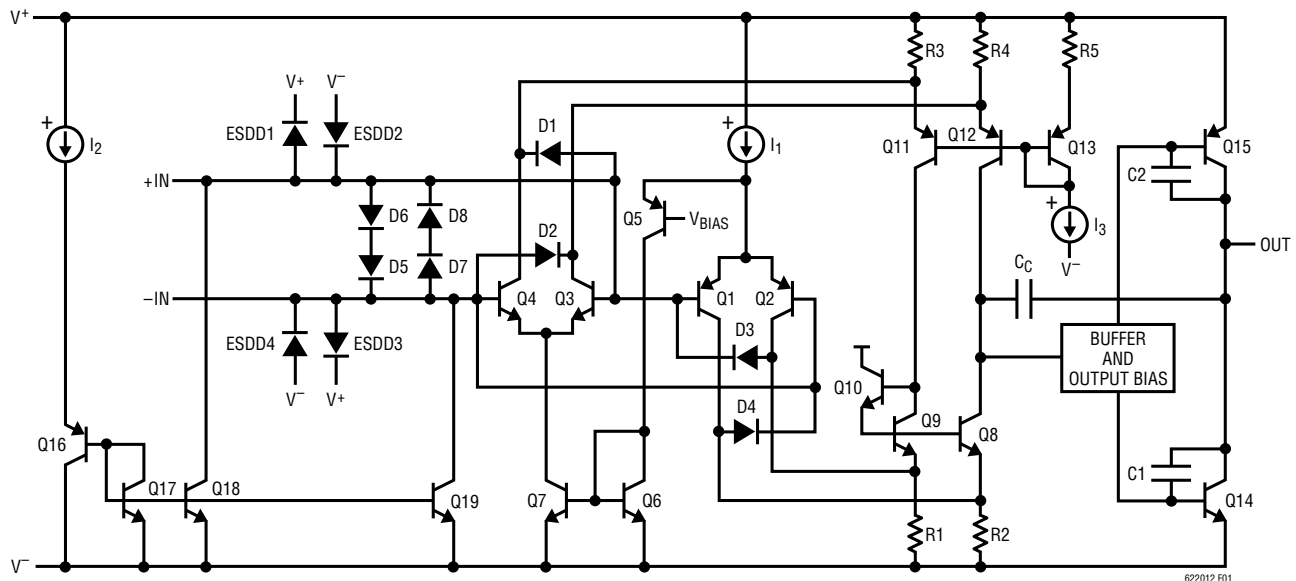 V+
R3
R4
R5
V+
V−
ESDD1
ESDD2
+
I2
D1
+
I1
Q11
Q12
Q13
Q15
C2
+IN
D6
D8
Q5
VBIAS
+
I3
V−
OUT
D2
D5
D7
CC
−IN
Q4
Q3
Q1
Q2
ESDD4
ESDD3
V−
V+
D3
BUFFER
AND
OUTPUT BIAS
Q10
D4
Q9
Q8
Q16
C1
Q17
Q18
Q19
Q7
Q6
Q14
R1
R2
V−
622012 F01